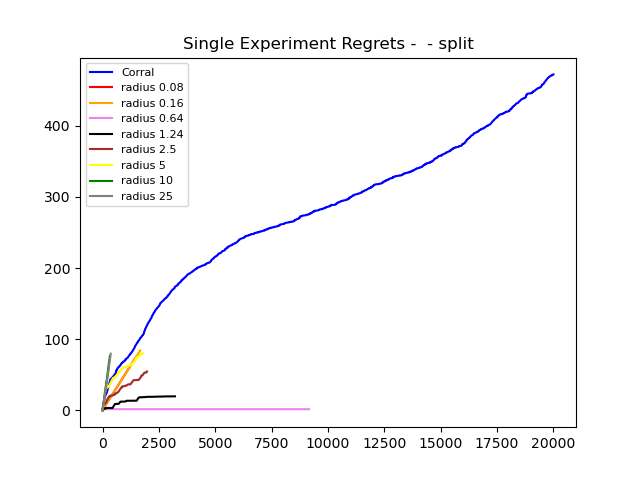 Single Experiment Regrets -  - split
Corral
radius 0.08
radius 0.16
radius 0.64
radius 1.24
radius 2.5
radius 5
radius 10
radius 25
400
300
200
100
0
0 2500 5000 7500 10000 12500 15000 17500 20000